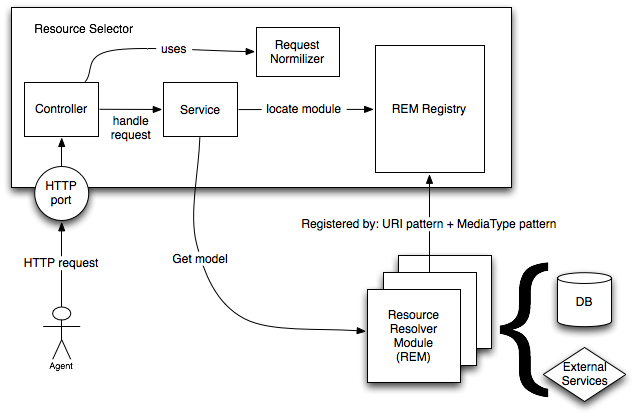 Resource Selector
uses
Request
Normilizer
Controller
handle
request
Service
locate module
REM Registry
HTTP
port
Registered by: URI pattern + MediaType pattern
HTTP request
Get model
Resource
Resolver
Module
(REM)
DB
External
Services
Agent